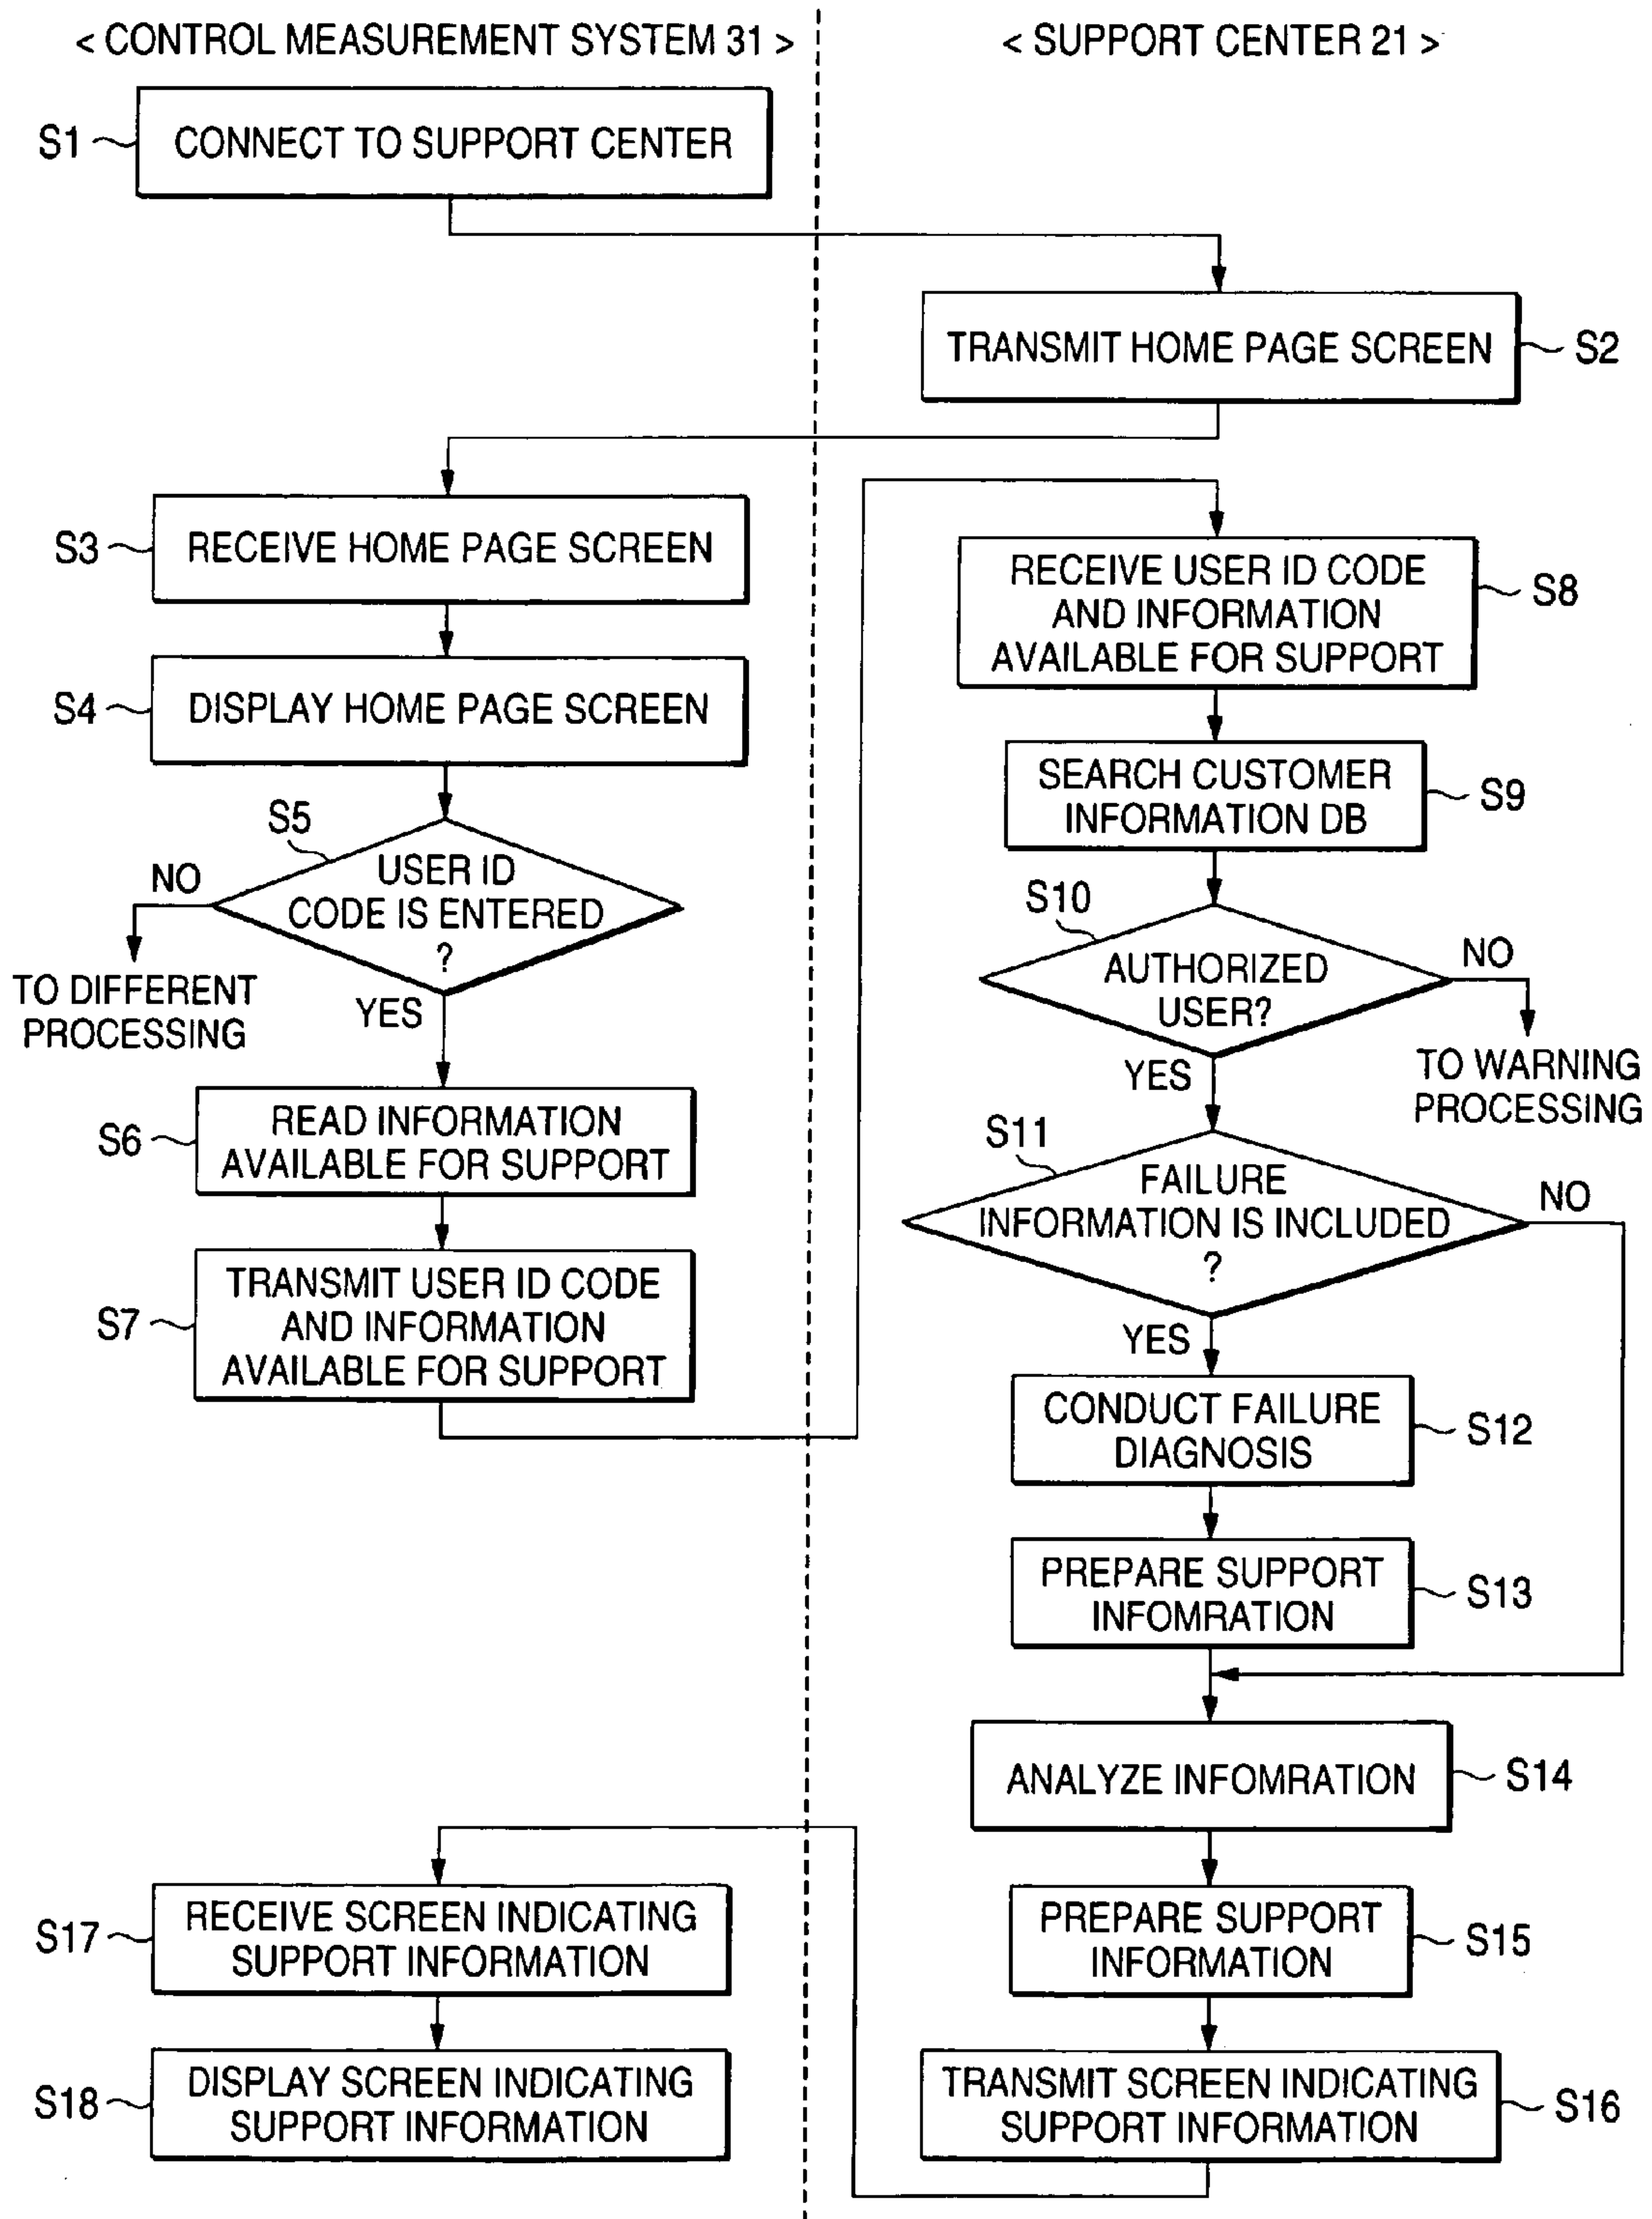 < CONTROL MEASUREMENT SYSTEM 31 >
< SUPPORT CENTER 21 >
S1
CONNECT TO SUPPORT CENTER
TRANSMIT HOME PAGE SCREEN
S2
S3
RECEIVE HOME PAGE SCREEN
S4
DISPLAY HOME PAGE SCREEN
S5
USER ID
CODE IS ENTERED
?
NO
TO DIFFERENT
PROCESSING
YES
S6
READ INFORMATION
AVAILABLE FOR SUPPORT
S7
TRANSMIT USER ID CODE
AND INFORMATION
AVAILABLE FOR SUPPORT
RECEIVE USER ID CODE
AND INFORMATION
AVAILABLE FOR SUPPORT
S8
SEARCH CUSTOMER
INFORMATION DB
S9
S10
AUTHORIZED
USER?
NO
TO WARNING
PROCESSING
YES
S11
FAILURE
INFORMATION IS INCLUDED
?
NO
YES
CONDUCT FAILURE
DIAGNOSIS
S12
PREPARE SUPPORT
INFOMRATION
S13
ANALYZE INFOMRATION
S14
PREPARE SUPPORT
INFORMATION
S15
TRANSMIT SCREEN INDICATING
SUPPORT INFORMATION
S16
S17
RECEIVE SCREEN INDICATING
SUPPORT INFORMATION
S18
DISPLAY SCREEN INDICATING
SUPPORT INFORMATION